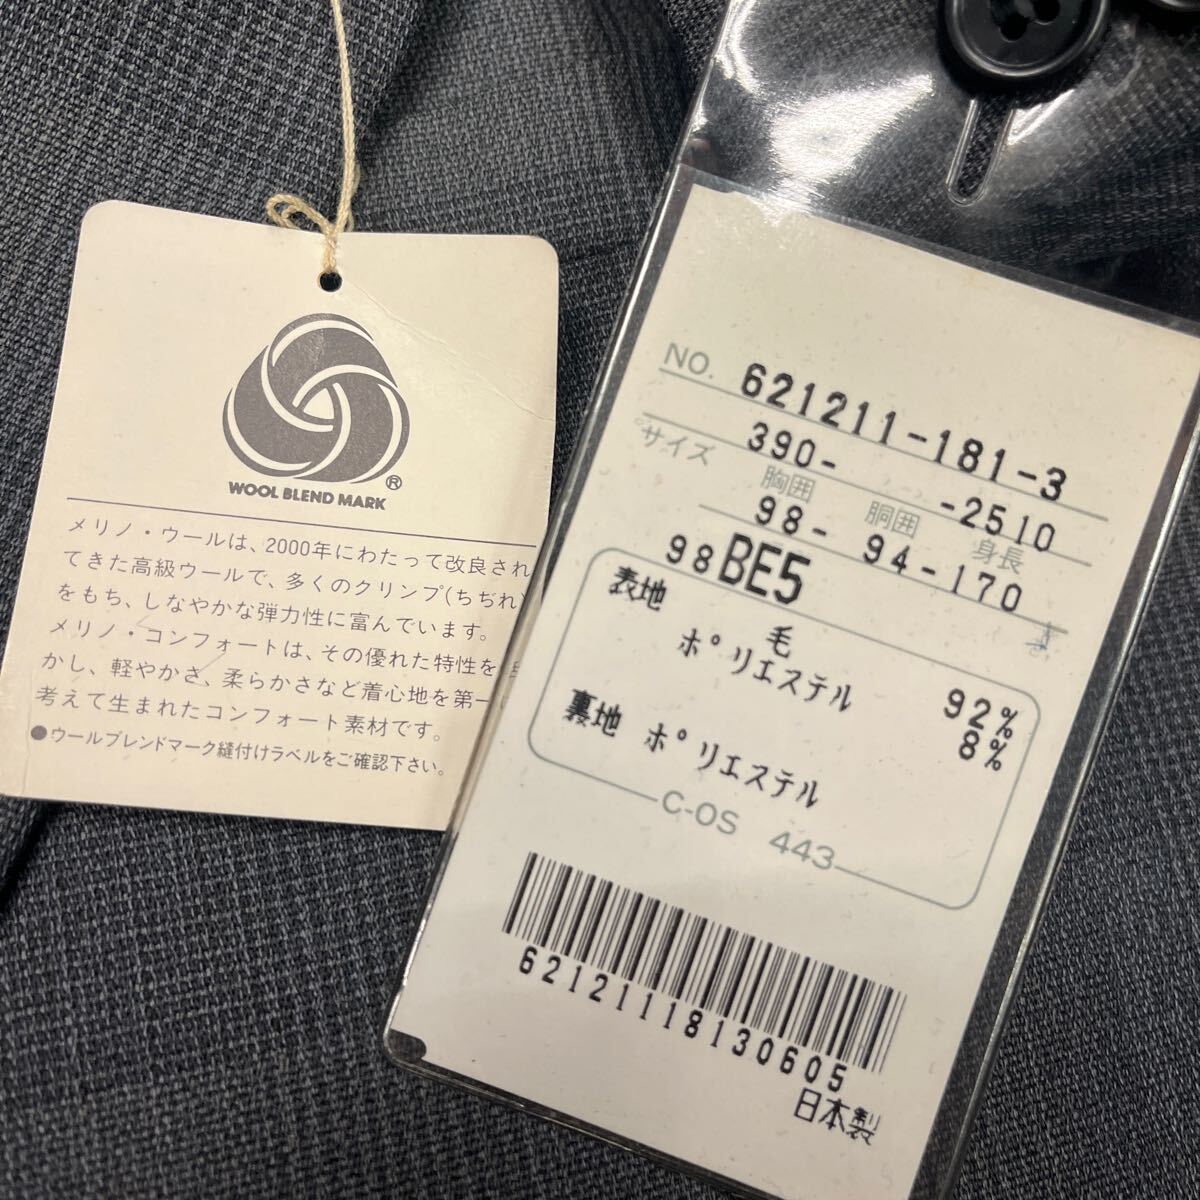 WOOL BLEND MARK
®
メリノ・ウールは、2000年にわたって改良され
てきた高級ウールで、多くのクリンプ(ちぢれ)
をもち、しなやかな弾力性に富んでいます。
メリノ・コンフォートは、その優れた特性を
かし、軽やかさ、柔らかさなど着心地を第一
考えて生まれたコンフォート素材です。
●ウールブレンドマーク縫付けラベルをご確認下さい。
NO. 621211-181-3
390- -2510
サイズ 胸囲 胴囲 身長
98- 94-170
98BE5
表地 毛 92%
ポリエステル 8%
裏地 ポリエステル
C-OS 443
62121118130605
日本製